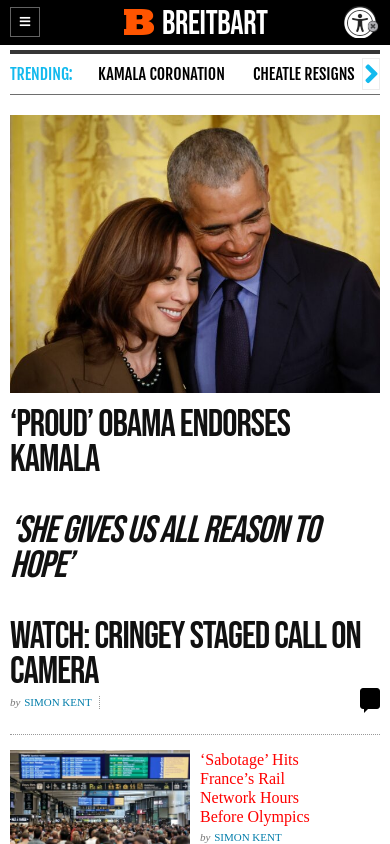 BREITBART
TRENDING: KAMALA CORONATION CHEATLE RESIGNS
‘PROUD’ OBAMA ENDORSES
KAMALA
‘SHE GIVES US ALL REASON TO
HOPE’
WATCH: CRINGEY STAGED CALL ON
CAMERA
by SIMON KENT
‘Sabotage’ Hits
France’s Rail
Network Hours
Before Olympics
by SIMON KENT